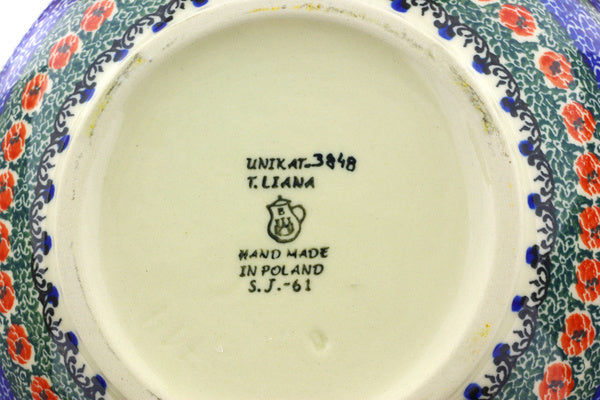 UNIKAT-3848
T.LIANA
B
HAND MADE
IN POLAND
S.J.-61